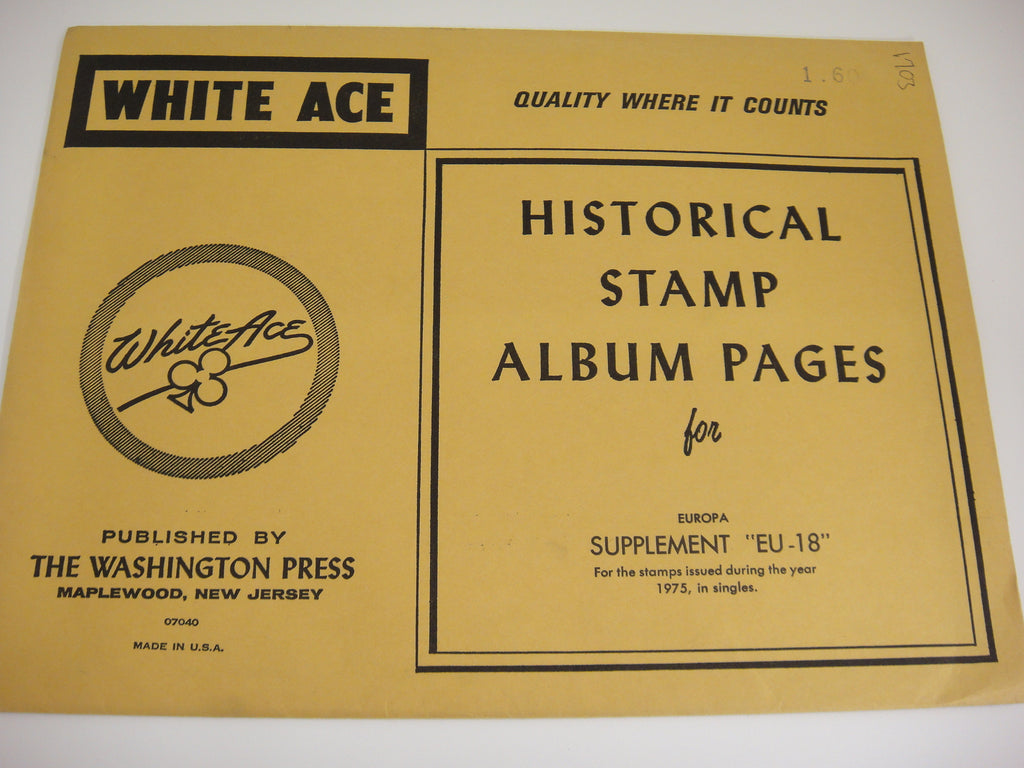 WHITE ACE
QUALITY WHERE IT COUNTS
1.60
1703
HISTORICAL
STAMP
ALBUM PAGES
for
EUROPA
SUPPLEMENT "EU-18"
For the stamps issued during the year
1975, in singles.
White Ace
PUBLISHED BY
THE WASHINGTON PRESS
MAPLEWOOD, NEW JERSEY
07040
MADE IN U.S.A.